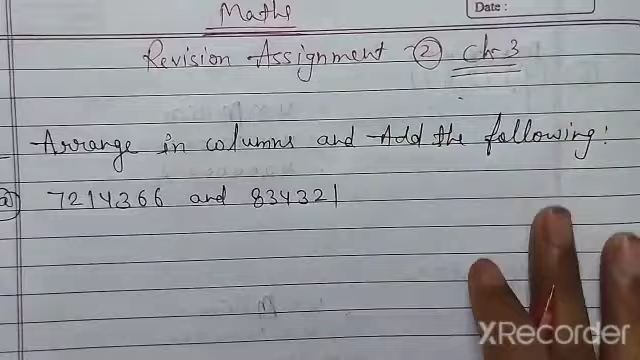 Maths
Date :
Revision Assignment - 2 Ch-3
Arrange in columns and Add the following:
a) 7214366 and 834321
XRecorder